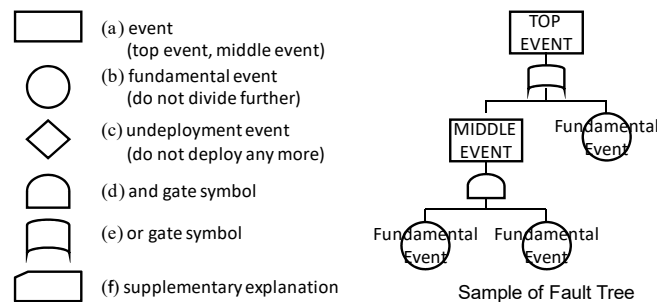 (a) event
(top event, middle event)
(b) fundamental event
(do not divide further)
(c) undeployment event
(do not deploy any more)
(d) and gate symbol
(e) or gate symbol
(f) supplementary explanation
TOP
EVENT
MIDDLE
EVENT
Fundamental
Event
Fundamental
Event
Fundamental
Event
Sample of Fault Tree